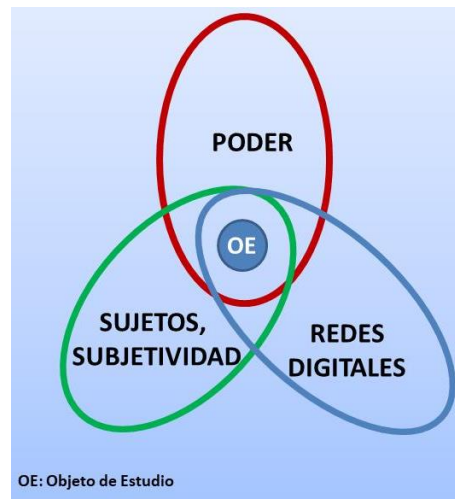 PODER
OE
SUJETOS,
SUBJETIVIDAD
REDES
DIGITALES
OE: Objeto de Estudio